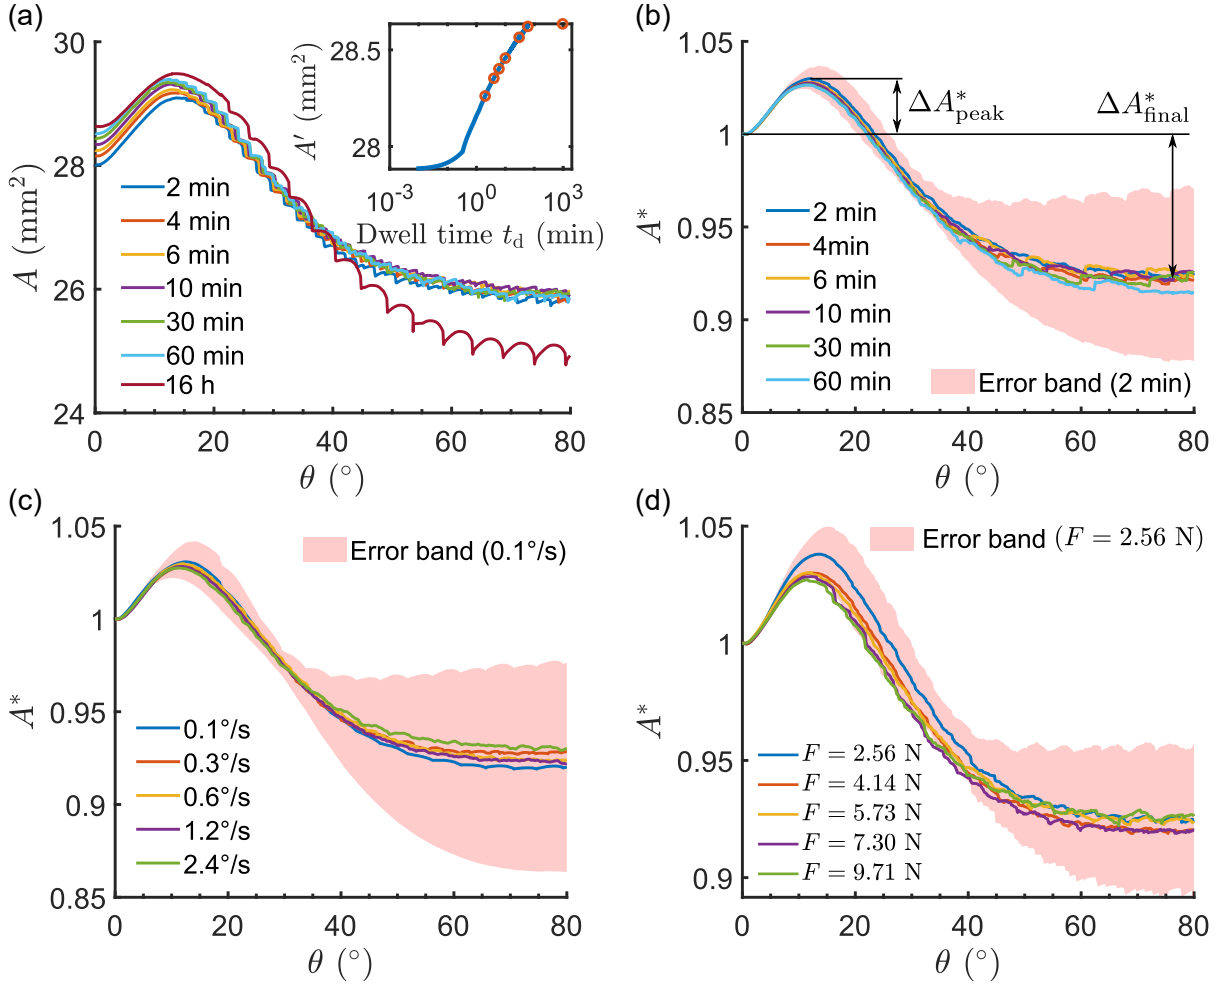 (a)
30
28
26
24
A (mm²)
0 20 40 60 80
θ (°)
2 min
4 min
6 min
10 min
30 min
60 min
16 h
28.5
28
A′ (mm²)
10⁻³ 10⁰ 10³
Dwell time t_d (min)
(b)
1.05
1
0.95
0.9
0.85
A*
0 20 40 60 80
θ (°)
ΔA*_peak
ΔA*_final
2 min
4min
6 min
10 min
30 min
60 min
Error band (2 min)
(c)
1.05
1
0.95
0.9
0.85
A*
0 20 40 60 80
θ (°)
Error band (0.1°/s)
0.1°/s
0.3°/s
0.6°/s
1.2°/s
2.4°/s
(d)
1.05
1
0.95
0.9
A*
0 20 40 60 80
θ (°)
Error band (F = 2.56 N)
F = 2.56 N
F = 4.14 N
F = 5.73 N
F = 7.30 N
F = 9.71 N